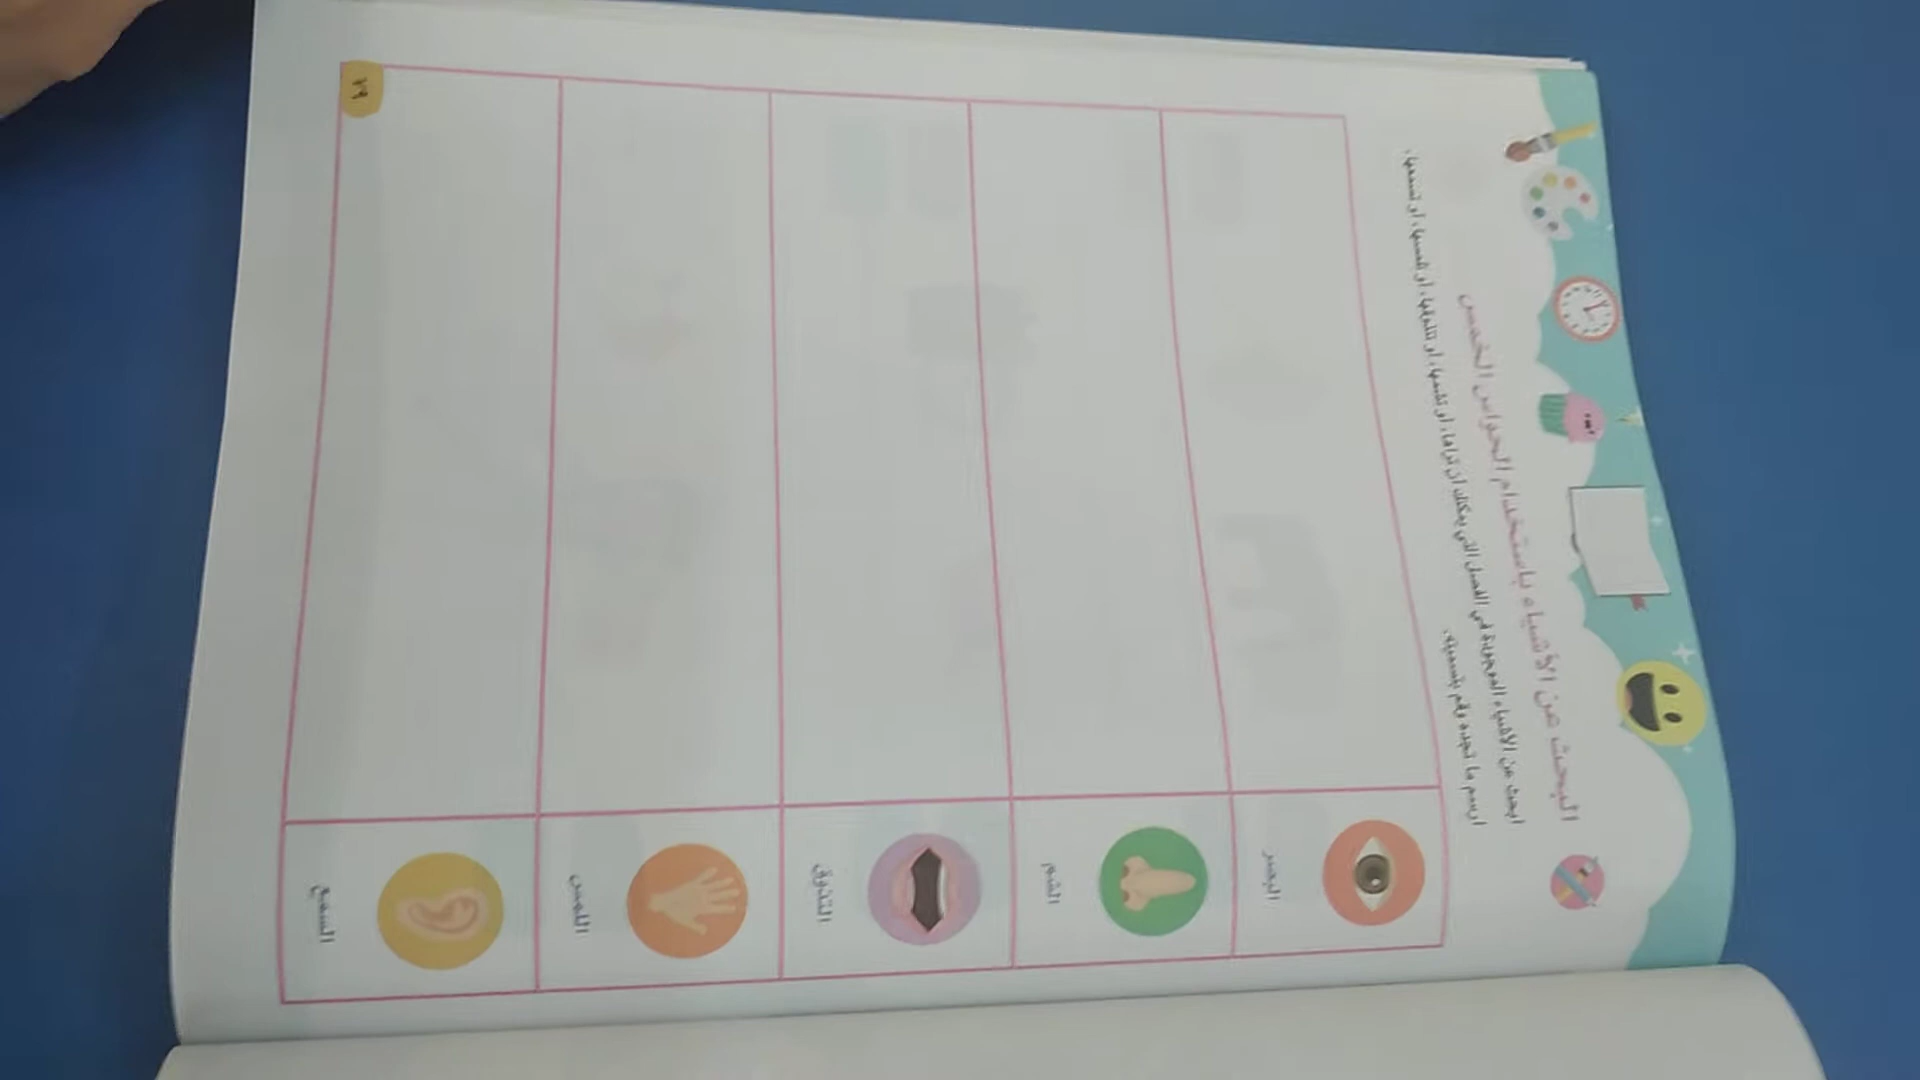 البحث عن الأشياء باستخدام الحواس الخمس
ابحث عن الأشياء الموجودة في الفصل التي يمكنك أن تراها، أو تشمها، أو تتذوقها، أو تلمسها، أو تسمعها.
ارسم ما تجده وقم بتسميته.
البصر
الشم
التذوق
اللمس
السمع
٢٩